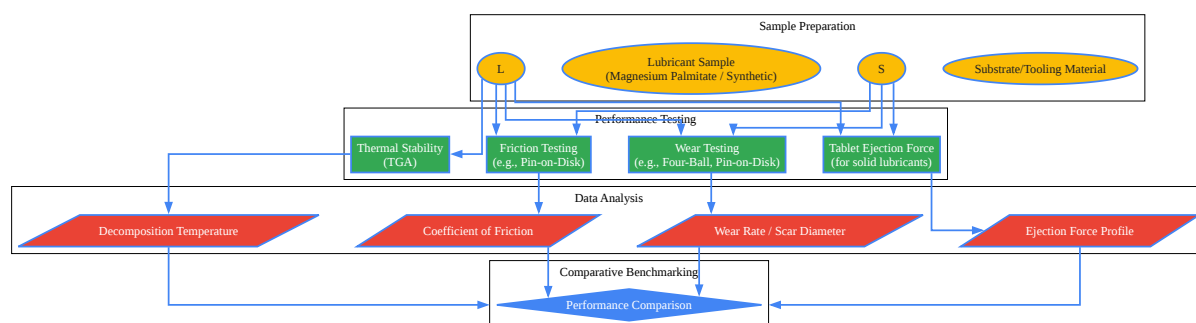 Sample Preparation
L
Lubricant Sample
(Magnesium Palmitate / Synthetic)
S
Substrate/Tooling Material
Performance Testing
Thermal Stability
(TGA)
Friction Testing
(e.g., Pin-on-Disk)
Wear Testing
(e.g., Four-Ball, Pin-on-Disk)
Tablet Ejection Force
(for solid lubricants)
Data Analysis
Decomposition Temperature
Coefficient of Friction
Wear Rate / Scar Diameter
Ejection Force Profile
Comparative Benchmarking
Performance Comparison